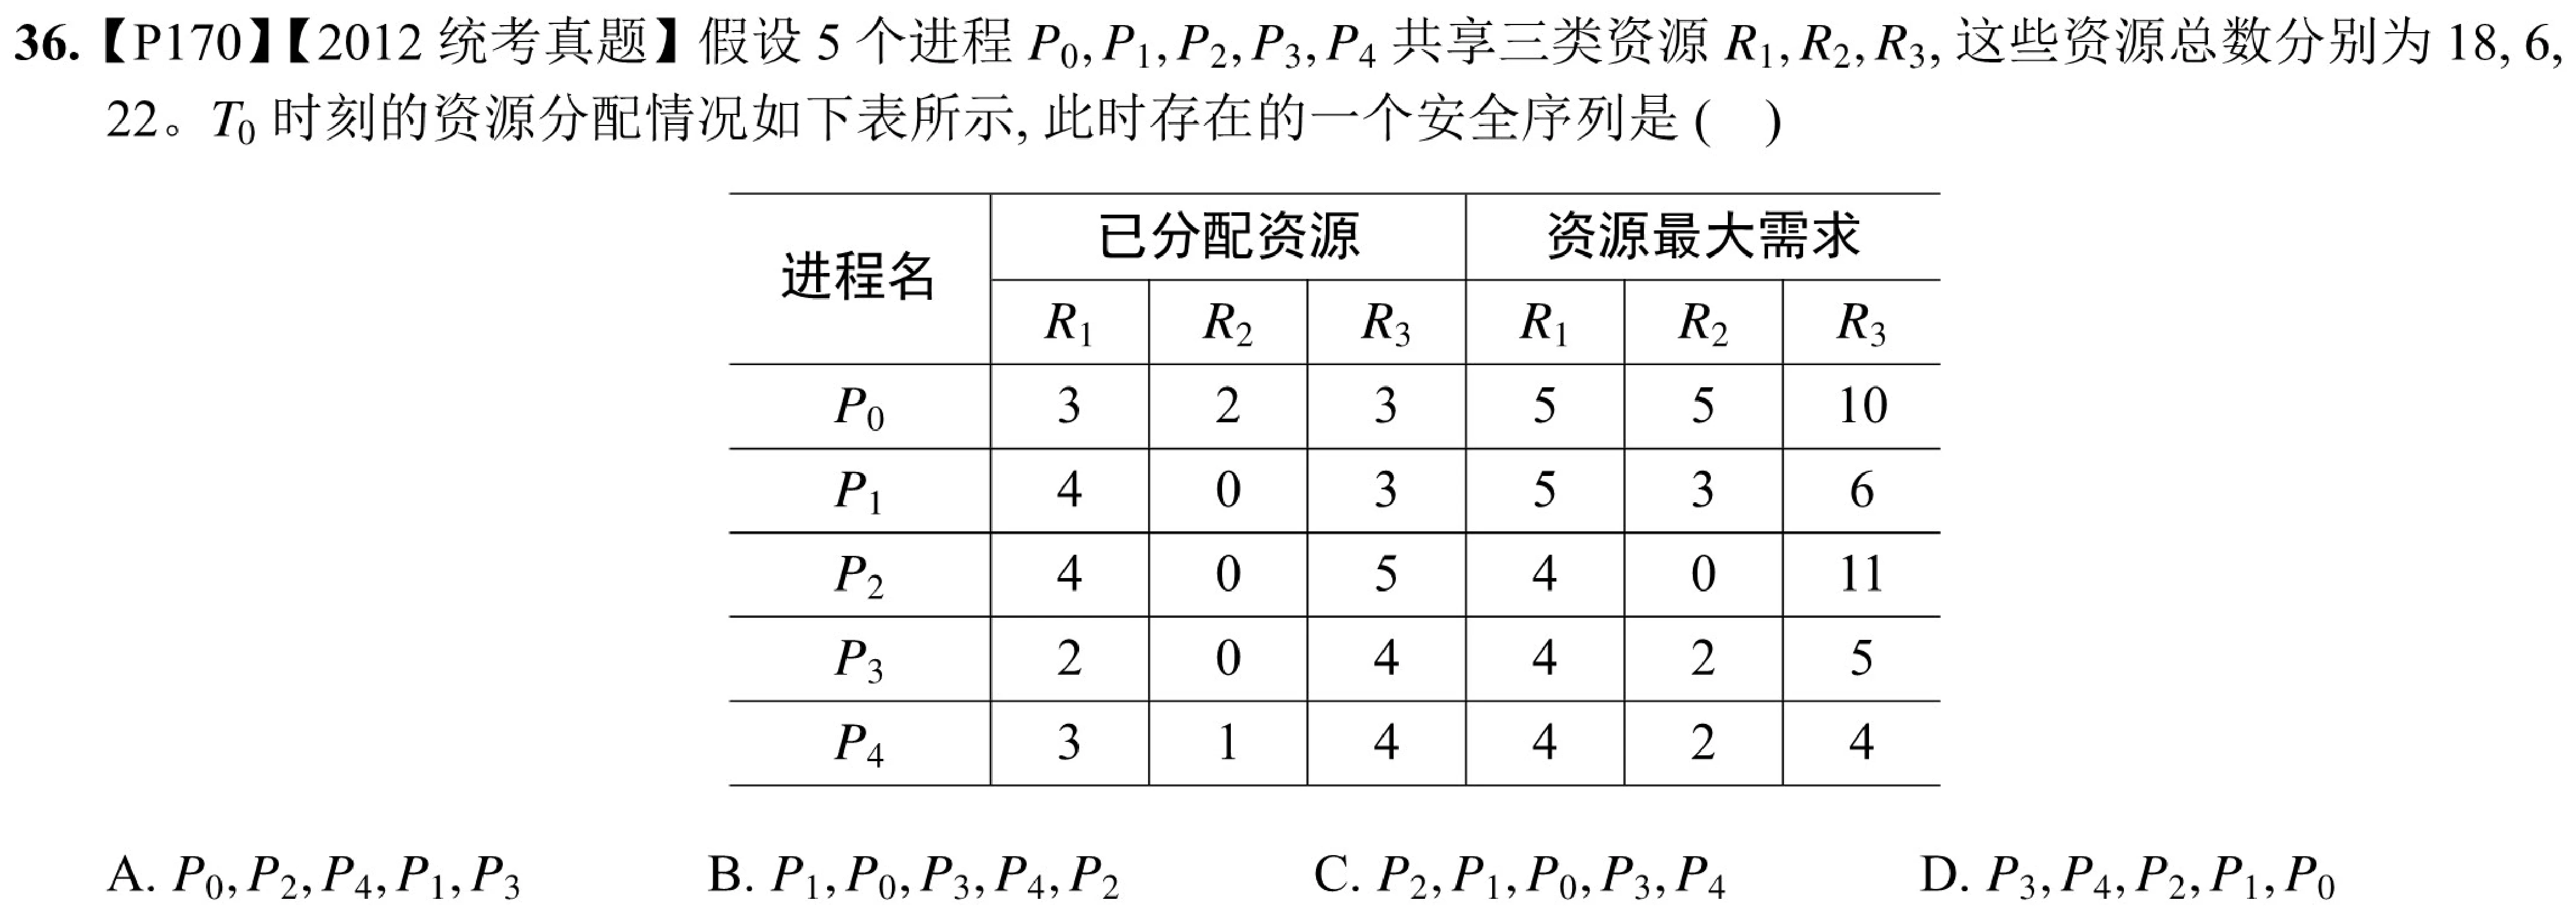 36.【P170】【2012 统考真题】假设 5 个进程 P₀, P₁, P₂, P₃, P₄ 共享三类资源 R₁, R₂, R₃, 这些资源总数分别为 18, 6,
22。T₀ 时刻的资源分配情况如下表所示, 此时存在的一个安全序列是 ( )
进程名 已分配资源 资源最大需求
R₁ R₂ R₃ R₁ R₂ R₃
P₀ 3 2 3 5 5 10
P₁ 4 0 3 5 3 6
P₂ 4 0 5 4 0 11
P₃ 2 0 4 4 2 5
P₄ 3 1 4 4 2 4
A. P₀, P₂, P₄, P₁, P₃ B. P₁, P₀, P₃, P₄, P₂ C. P₂, P₁, P₀, P₃, P₄ D. P₃, P₄, P₂, P₁, P₀